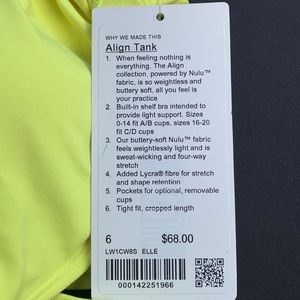 WHY WE MADE THIS
Align Tank
1. When feeling nothing is
everything. The Align
collection, powered by Nulu™
fabric, is so weightless and
buttery soft, all you feel is
your practice
2. Built-in shelf bra intended to
provide light support. Sizes
0-14 fit A/B cups, sizes 16-20
fit C/D cups
3. Our buttery-soft Nulu™ fabric
feels weightlessly light and is
sweat-wicking and four-way
stretch
4. Added Lycra® fibre for stretch
and shape retention
5. Pockets for optional, removable
cups
6. Tight fit, cropped length
6 $68.00
LW1CW8S ELLE
000142251966